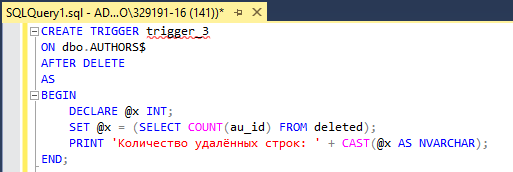 SQLQuery1.sql - AD...O\329191-16 (141))*
CREATE TRIGGER trigger_3
ON dbo.AUTHORS$
AFTER DELETE
AS
BEGIN
DECLARE @x INT;
SET @x = (SELECT COUNT(au_id) FROM deleted);
PRINT 'Количество удалённых строк: ' + CAST(@x AS NVARCHAR);
END;